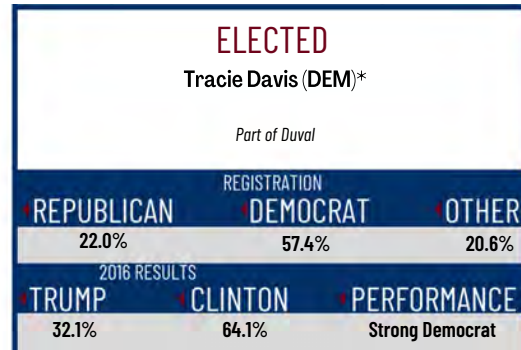 ELECTED
Tracie Davis (DEM)*
Part of Duval
REGISTRATION
REPUBLICAN DEMOCRAT OTHER
22.0% 57.4% 20.6%
2016 RESULTS
TRUMP CLINTON PERFORMANCE
32.1% 64.1% Strong Democrat